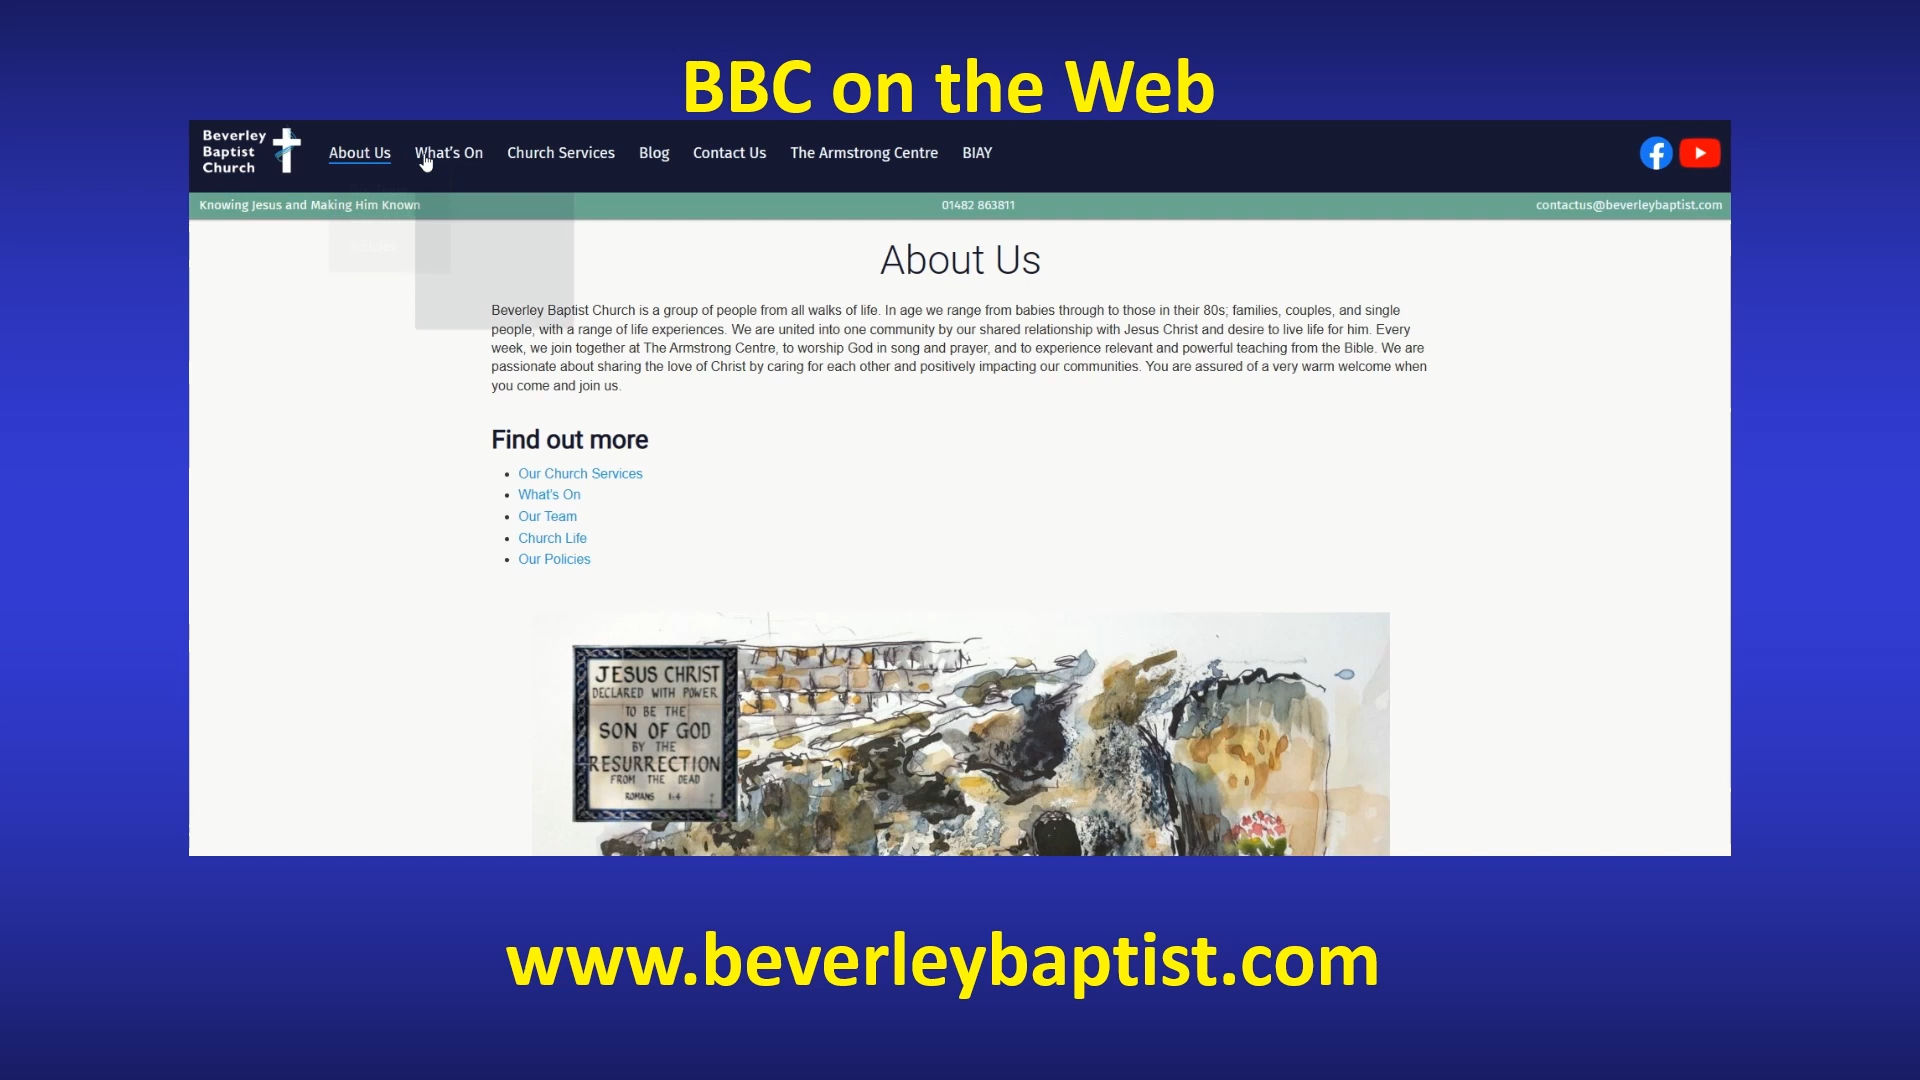 BBC on the Web
Beverley
Baptist
Church
About Us What's On Church Services Blog Contact Us The Armstrong Centre BIAY
Knowing Jesus and Making Him Known 01482 863811 contactus@beverleybaptist.com
About Us
Beverley Baptist Church is a group of people from all walks of life. In age we range from babies through to those in their 80s; families, couples, and single
people, with a range of life experiences. We are united into one community by our shared relationship with Jesus Christ and desire to live life for him. Every
week, we join together at The Armstrong Centre, to worship God in song and prayer, and to experience relevant and powerful teaching from the Bible. We are
passionate about sharing the love of Christ by caring for each other and positively impacting our communities. You are assured of a very warm welcome when
you come and join us.
Find out more
Our Church Services
What's On
Our Team
Church Life
Our Policies
JESUS CHRIST
DECLARED WITH POWER
TO BE THE
SON OF GOD
BY THE
RESURRECTION
FROM THE DEAD
ROMANS 1:4
www.beverleybaptist.com